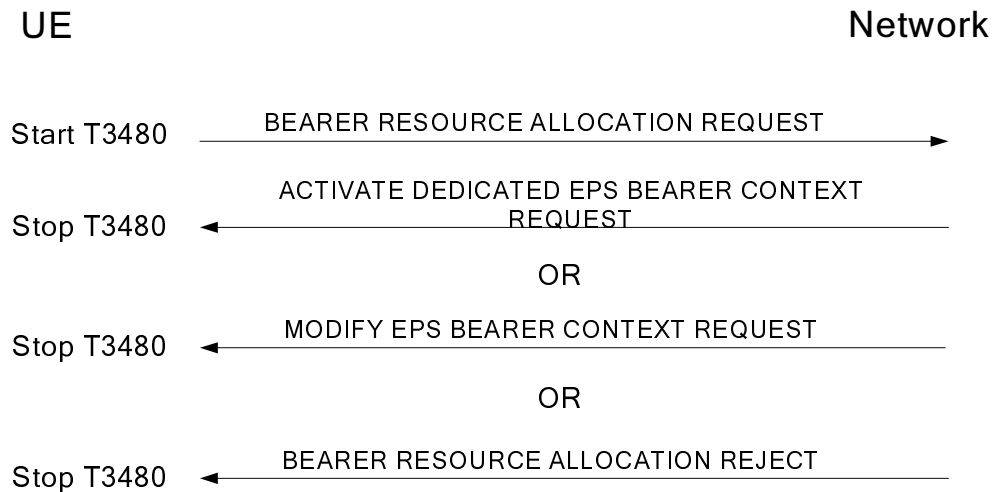 UE
Network
Start T3480
BEARER RESOURCE ALLOCATION REQUEST
ACTIVATE DEDICATED EPS BEARER CONTEXT
REQUEST
Stop T3480
OR
MODIFY EPS BEARER CONTEXT REQUEST
Stop T3480
OR
BEARER RESOURCE ALLOCATION REJECT
Stop T3480